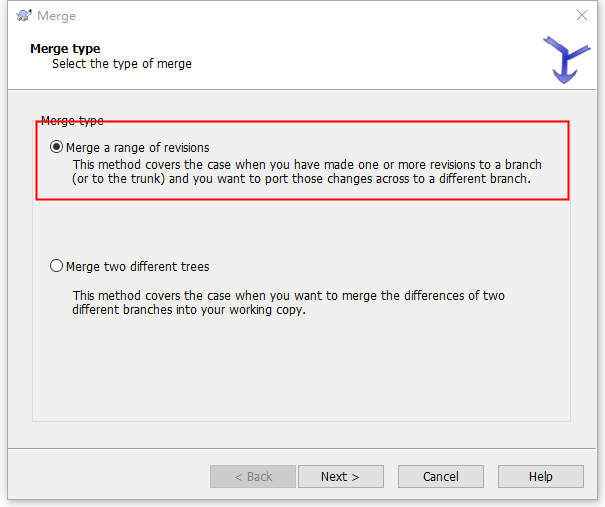 Merge
Merge type
Select the type of merge
Merge type
Merge a range of revisions
This method covers the case when you have made one or more revisions to a branch
(or to the trunk) and you want to port those changes across to a different branch.
Merge two different trees
This method covers the case when you want to merge the differences of two
different branches into your working copy.
< Back
Next >
Cancel
Help